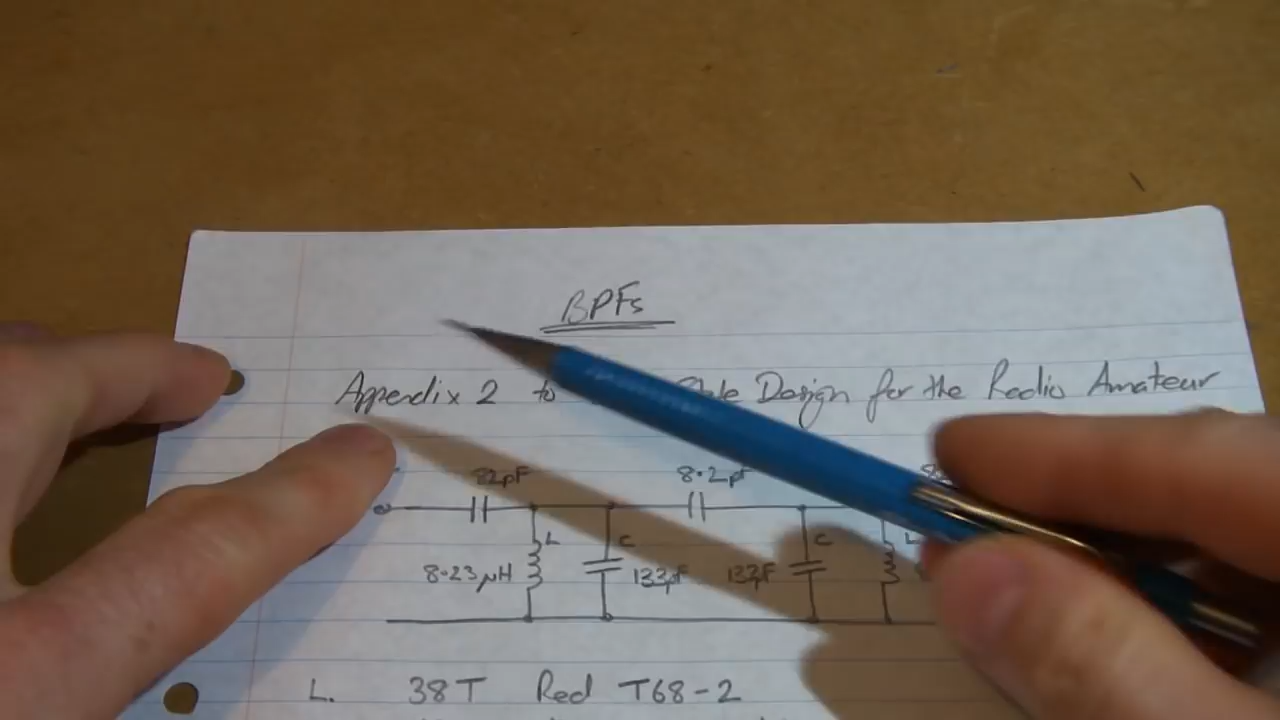 BPFs
Appendix 2 to State Design for the Radio Amateur
82pF 8.2pF
L C C L
8.23μH 133pF 133pF
L. 38T Red T68-2